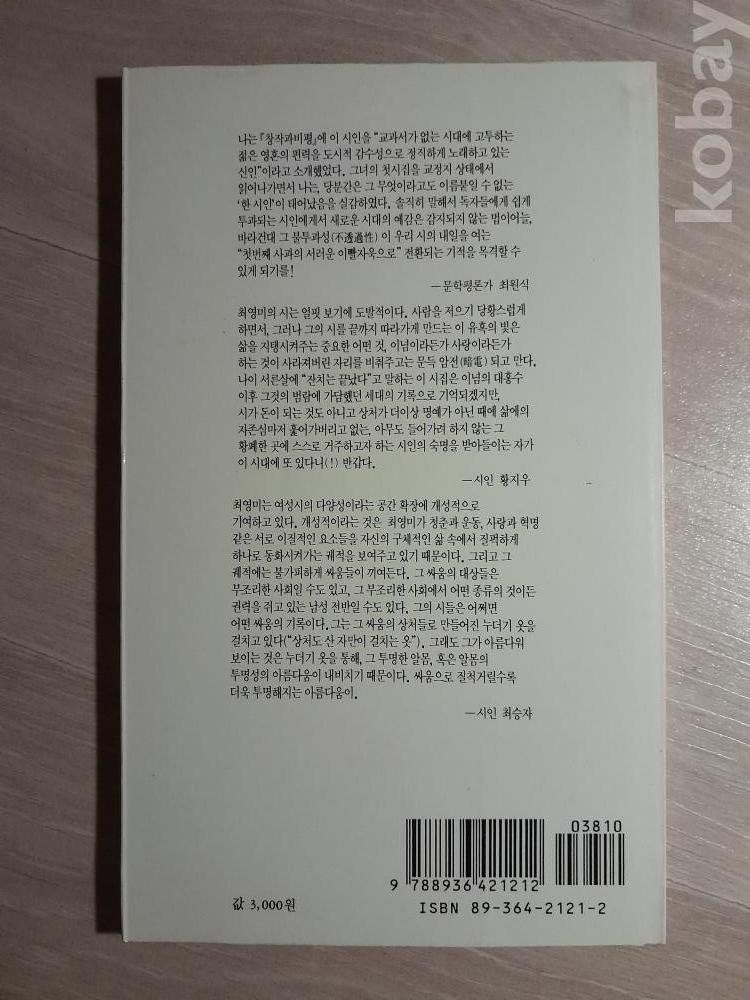 나는 『창작과비평』에 이 시인을 “교과서가 없는 시대에 고투하는
젊은 영혼의 편력을 도시적 감수성으로 정직하게 노래하고 있는
신인”이라고 소개했었다. 그녀의 첫시집을 교정지 상태에서
읽어나가면서 나는, 당분간은 그 무엇이라고도 이름붙일 수 없는
‘한 시인’이 태어났음을 실감하였다. 솔직히 말해서 독자들에게 쉽게
투과되는 시인에게서 새로운 시대의 예감은 감지되지 않는 법이어늘,
바라건대 그 불투과성(不透過性)이 우리 시의 내일을 여는
“첫번째 사과의 서러운 이빨자욱으로” 전환되는 기적을 목격할 수
있게 되기를!
—문학평론가 최원식
최영미의 시는 얼핏 보기에 도발적이다. 사람을 저으기 당황스럽게
하면서, 그러나 그의 시를 끝까지 따라가게 만드는 이 유혹의 빛은
삶을 지탱시켜주는 중요한 어떤 것, 이념이라든가 사랑이라든가
하는 것이 사라져버린 자리를 비춰주고는 문득 암전(暗電)되고 만다.
나이 서른살에 “잔치는 끝났다”고 말하는 이 시집은 이념의 대홍수
이후 그것의 범람에 가담했던 세대의 기록으로 기억되겠지만,
시가 돈이 되는 것도 아니고 상처가 더이상 명예가 아닌 때에 삶에의
자존심마저 훑어가버리고 없는, 아무도 들어가려 하지 않는 그
황폐한 곳에 스스로 거주하고자 하는 시인의 숙명을 받아들이는 자가
이 시대에 또 있다니(!) 반갑다.
—시인 황지우
최영미는 여성시의 다양성이라는 공간 확장에 개성적으로
기여하고 있다. 개성적이라는 것은 최영미가 청춘과 운동, 사랑과 혁명
같은 서로 이질적인 요소들을 자신의 구체적인 삶 속에서 질퍽하게
하나로 동화시켜가는 궤적을 보여주고 있기 때문이다. 그리고 그
궤적에는 불가피하게 싸움들이 끼여든다. 그 싸움의 대상들은
부조리한 사회일 수도 있고, 그 부조리한 사회에서 어떤 종류의 것이든
권력을 쥐고 있는 남성 전반일 수도 있다. 그의 시들은 어쩌면
어떤 싸움의 기록이다. 그는 그 싸움의 상처들로 만들어진 누더기 옷을
걸치고 있다(“상처도 산 자만이 걸치는 옷”). 그래도 그가 아름다워
보이는 것은 누더기 옷을 통해, 그 투명한 알몸, 혹은 알몸의
투명성의 아름다움이 내비치기 때문이다. 싸움으로 질척거릴수록
더욱 투명해지는 아름다움이.
—시인 최승자
03810
9 788936 421212
값 3,000원
ISBN 89-364-2121-2
kobay